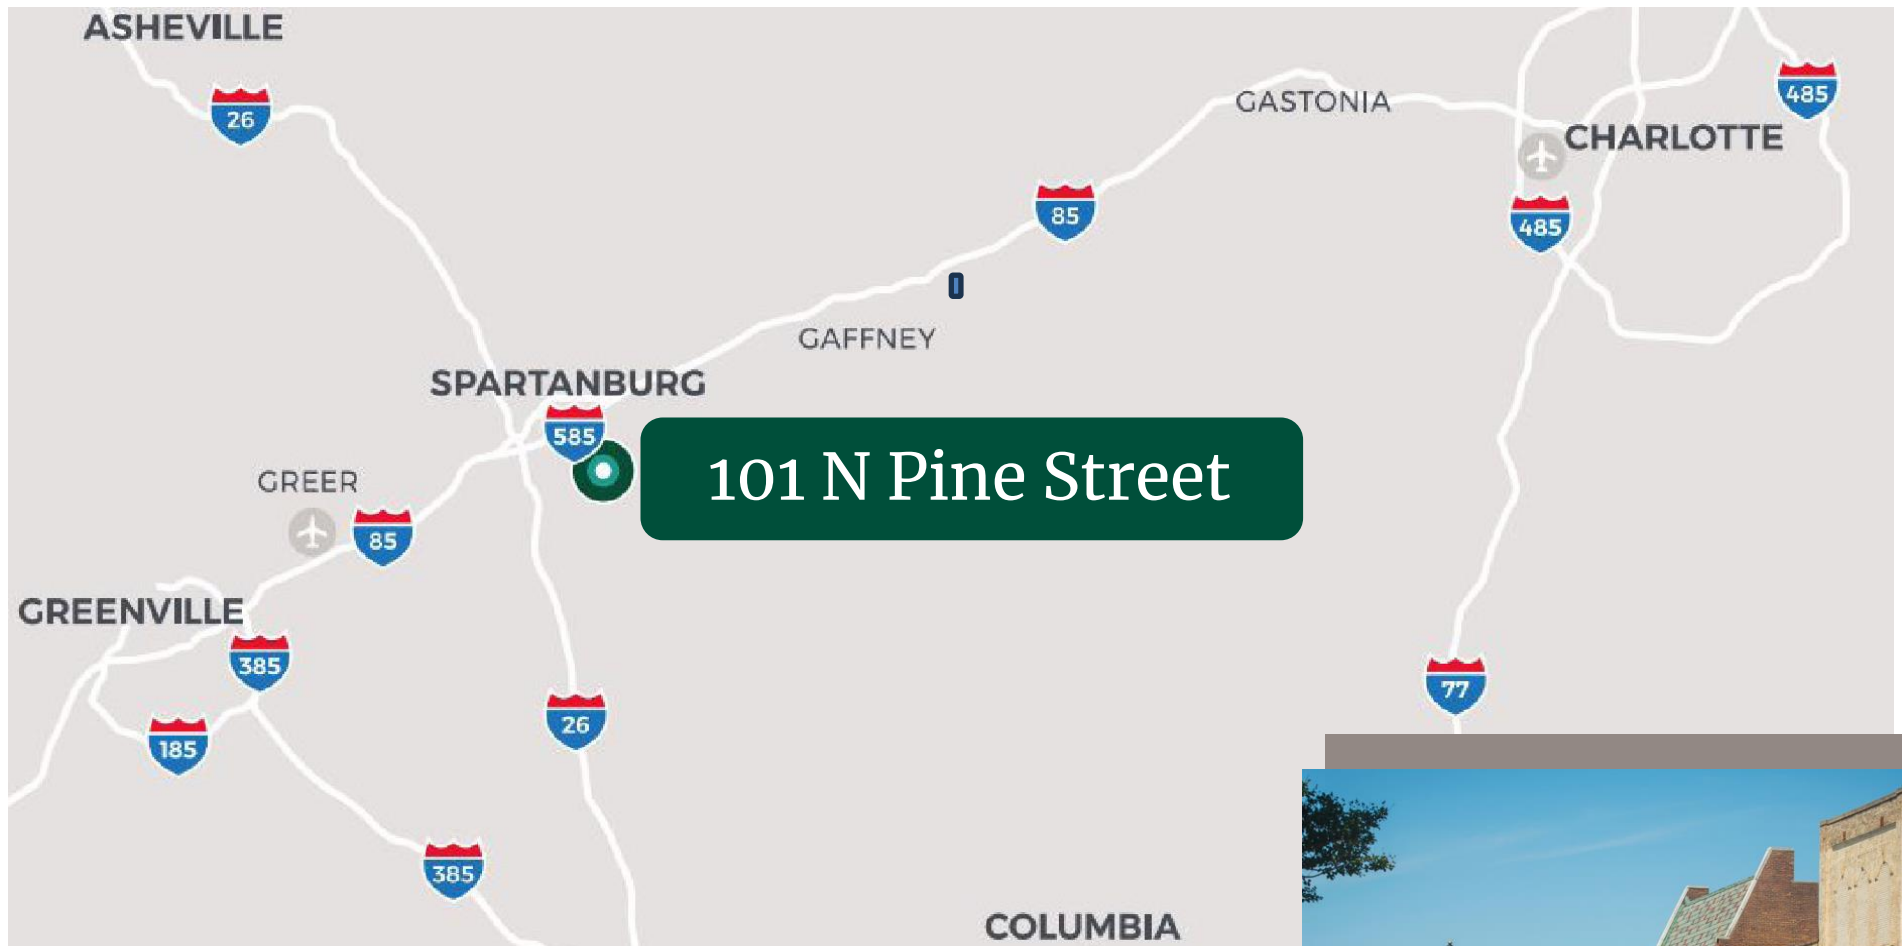 ASHEVILLE
26
GASTONIA
485
CHARLOTTE
85
485
GAFFNEY
SPARTANBURG
585
101 N Pine Street
GREER
85
GREENVILLE
385
77
26
185
385
COLUMBIA